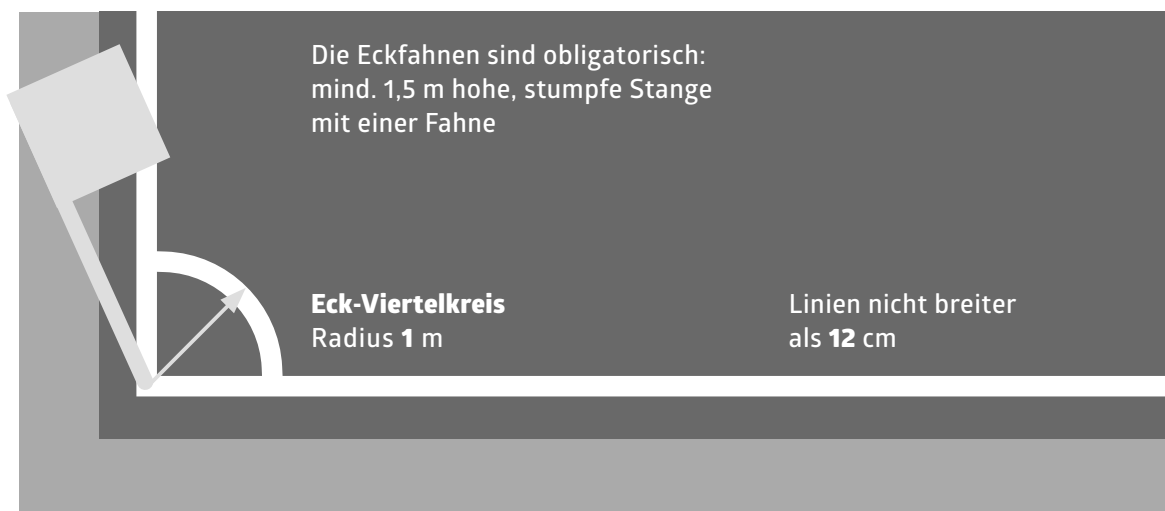 Die Eckfahnen sind obligatorisch:
mind. 1,5 m hohe, stumpfe Stange
mit einer Fahne
Eck-Viertelkreis
Radius 1 m
Linien nicht breiter
als 12 cm